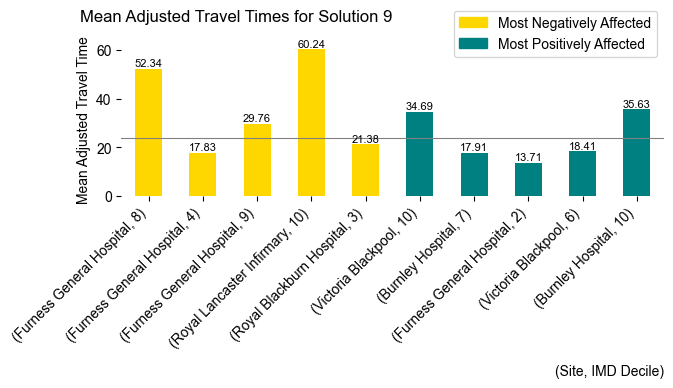 Mean Adjusted Travel Times for Solution 9
Most Negatively Affected
Most Positively Affected
Mean Adjusted Travel Time
60
40
20
0
52.34
17.83
29.76
60.24
21.38
34.69
17.91
13.71
18.41
35.63
(Furness General Hospital, 8)
(Furness General Hospital, 4)
(Furness General Hospital, 9)
(Royal Lancaster Infirmary, 10)
(Royal Blackburn Hospital, 3)
(Victoria Blackpool, 10)
(Burnley Hospital, 7)
(Furness General Hospital, 2)
(Victoria Blackpool, 6)
(Burnley Hospital, 10)
(Site, IMD Decile)